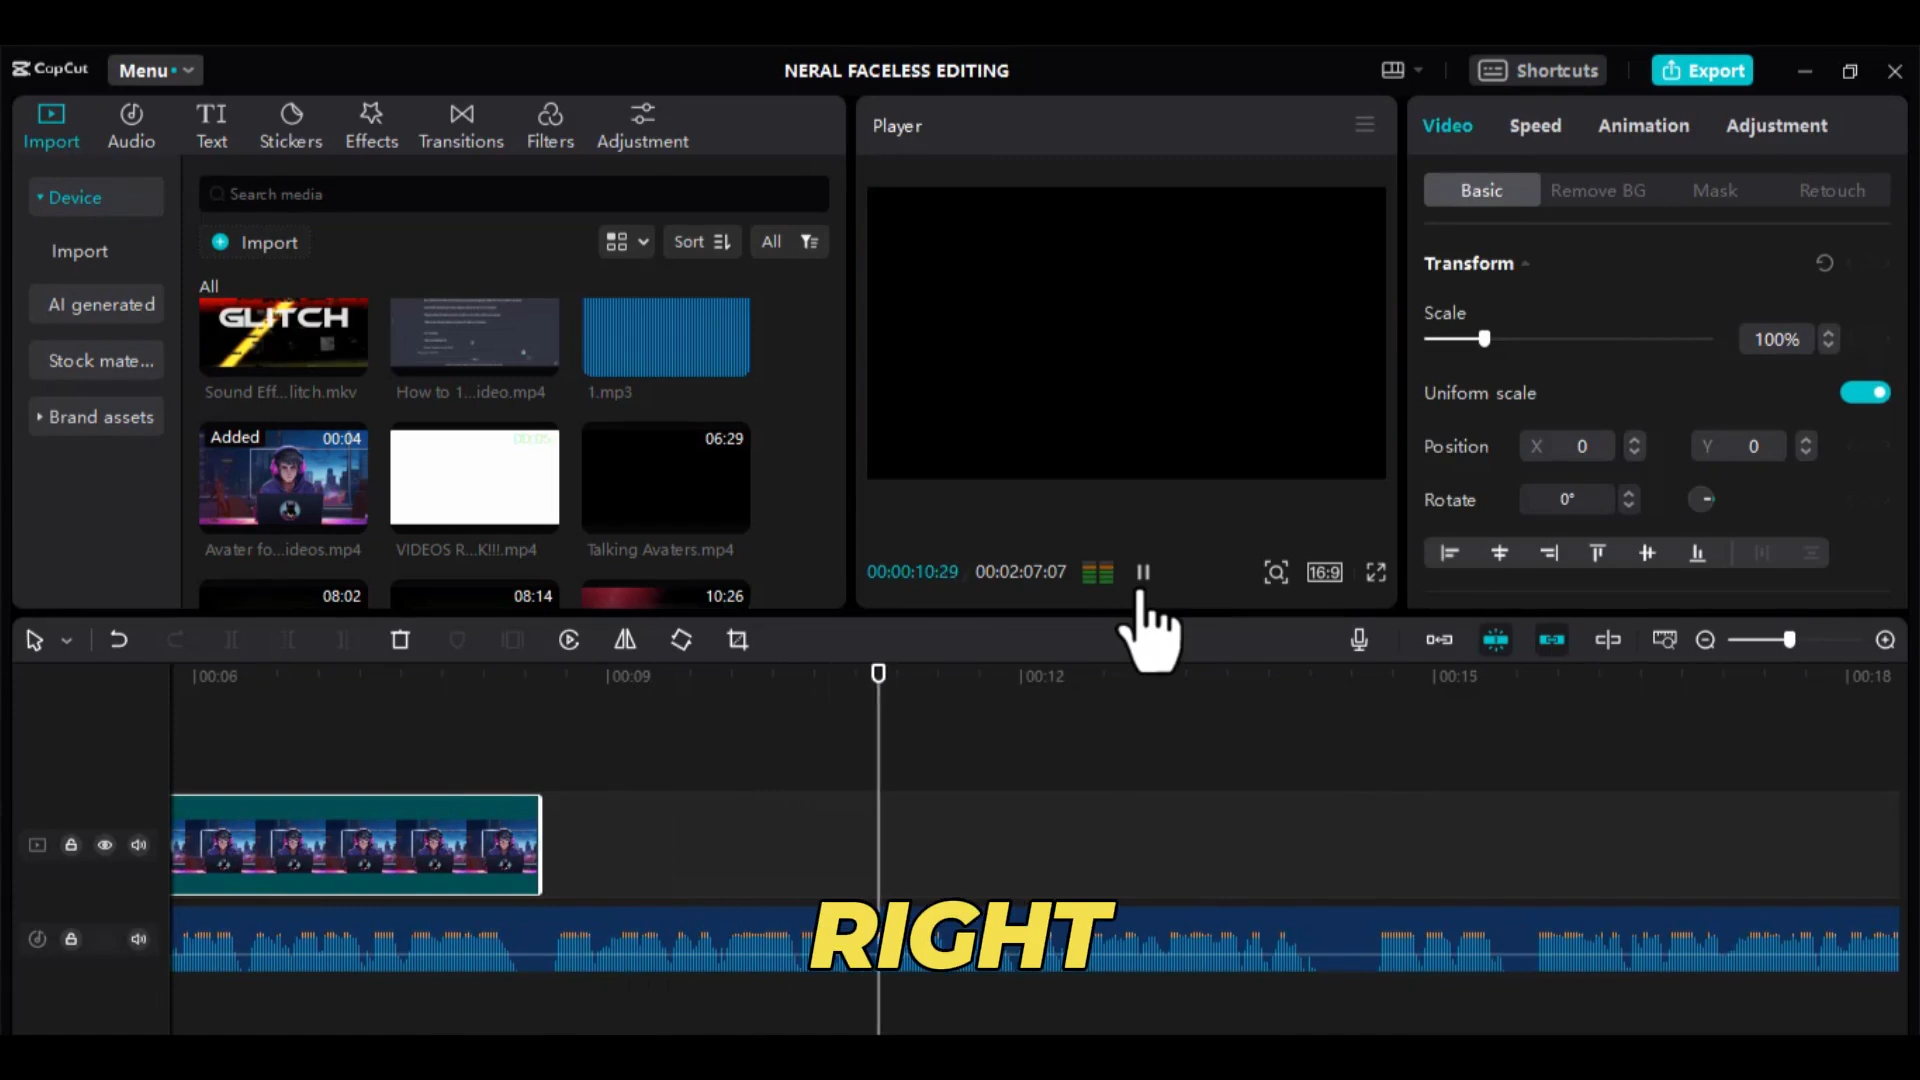 CapCut
Menu
NERAL FACELESS EDITING
Shortcuts
Export
Import
Audio
TI
Text
Stickers
Effects
Transitions
Filters
Adjustment
Player
Video
Speed
Animation
Adjustment
Device
Import
AI generated
Stock mate...
Brand assets
Search media
Import
Sort
All
All
GLITCH
Sound Eff...litch.mkv
How to 1...ideo.mp4
1.mp3
Added
00:04
00:05
06:29
Avater fo...ideos.mp4
VIDEOS R...K!!!.mp4
Talking Avaters.mp4
08:02
08:14
10:26
00:00:10:29
00:02:07:07
16:9
Basic
Remove BG
Mask
Retouch
Transform
Scale
100%
Uniform scale
Position
X 0
Y 0
Rotate
0°
00:06
00:09
00:12
00:15
00:18
RIGHT